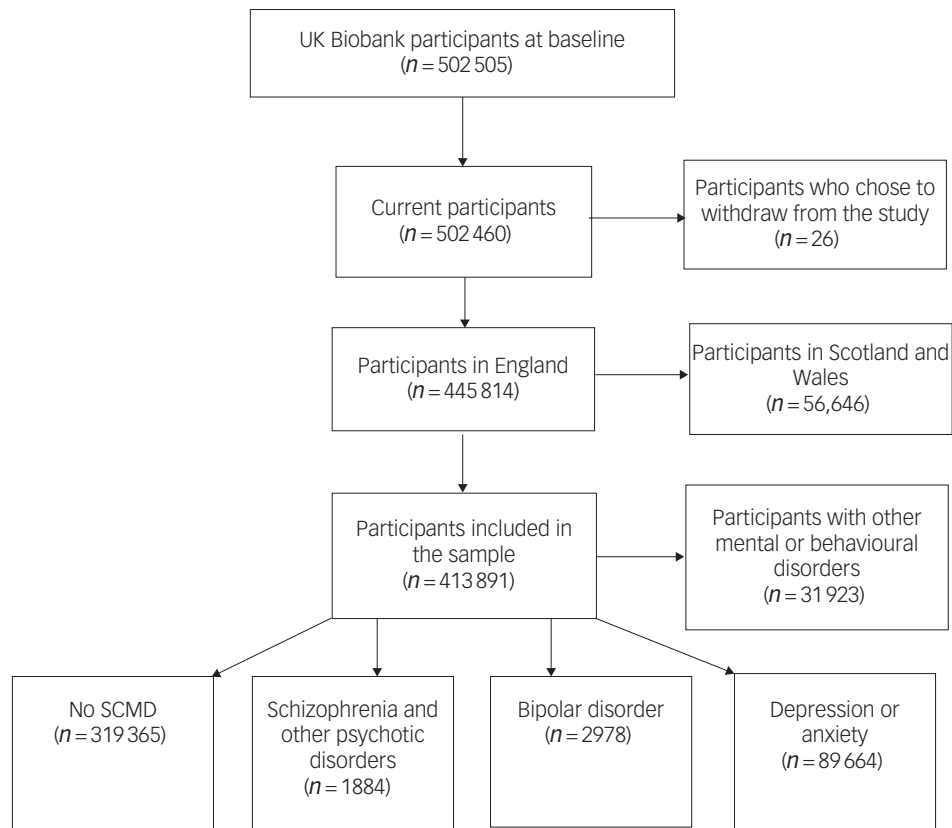 UK Biobank participants at baseline
(n = 502 505)
Current participants
(n = 502 460)
Participants who chose to
withdraw from the study
(n = 26)
Participants in England
(n = 445 814)
Participants in Scotland and
Wales
(n = 56,646)
Participants included in
the sample
(n = 413 891)
Participants with other
mental or behavioural
disorders
(n = 31 923)
No SCMD
(n = 319 365)
Schizophrenia and
other psychotic
disorders
(n = 1884)
Bipolar disorder
(n = 2978)
Depression or
anxiety
(n = 89 664)